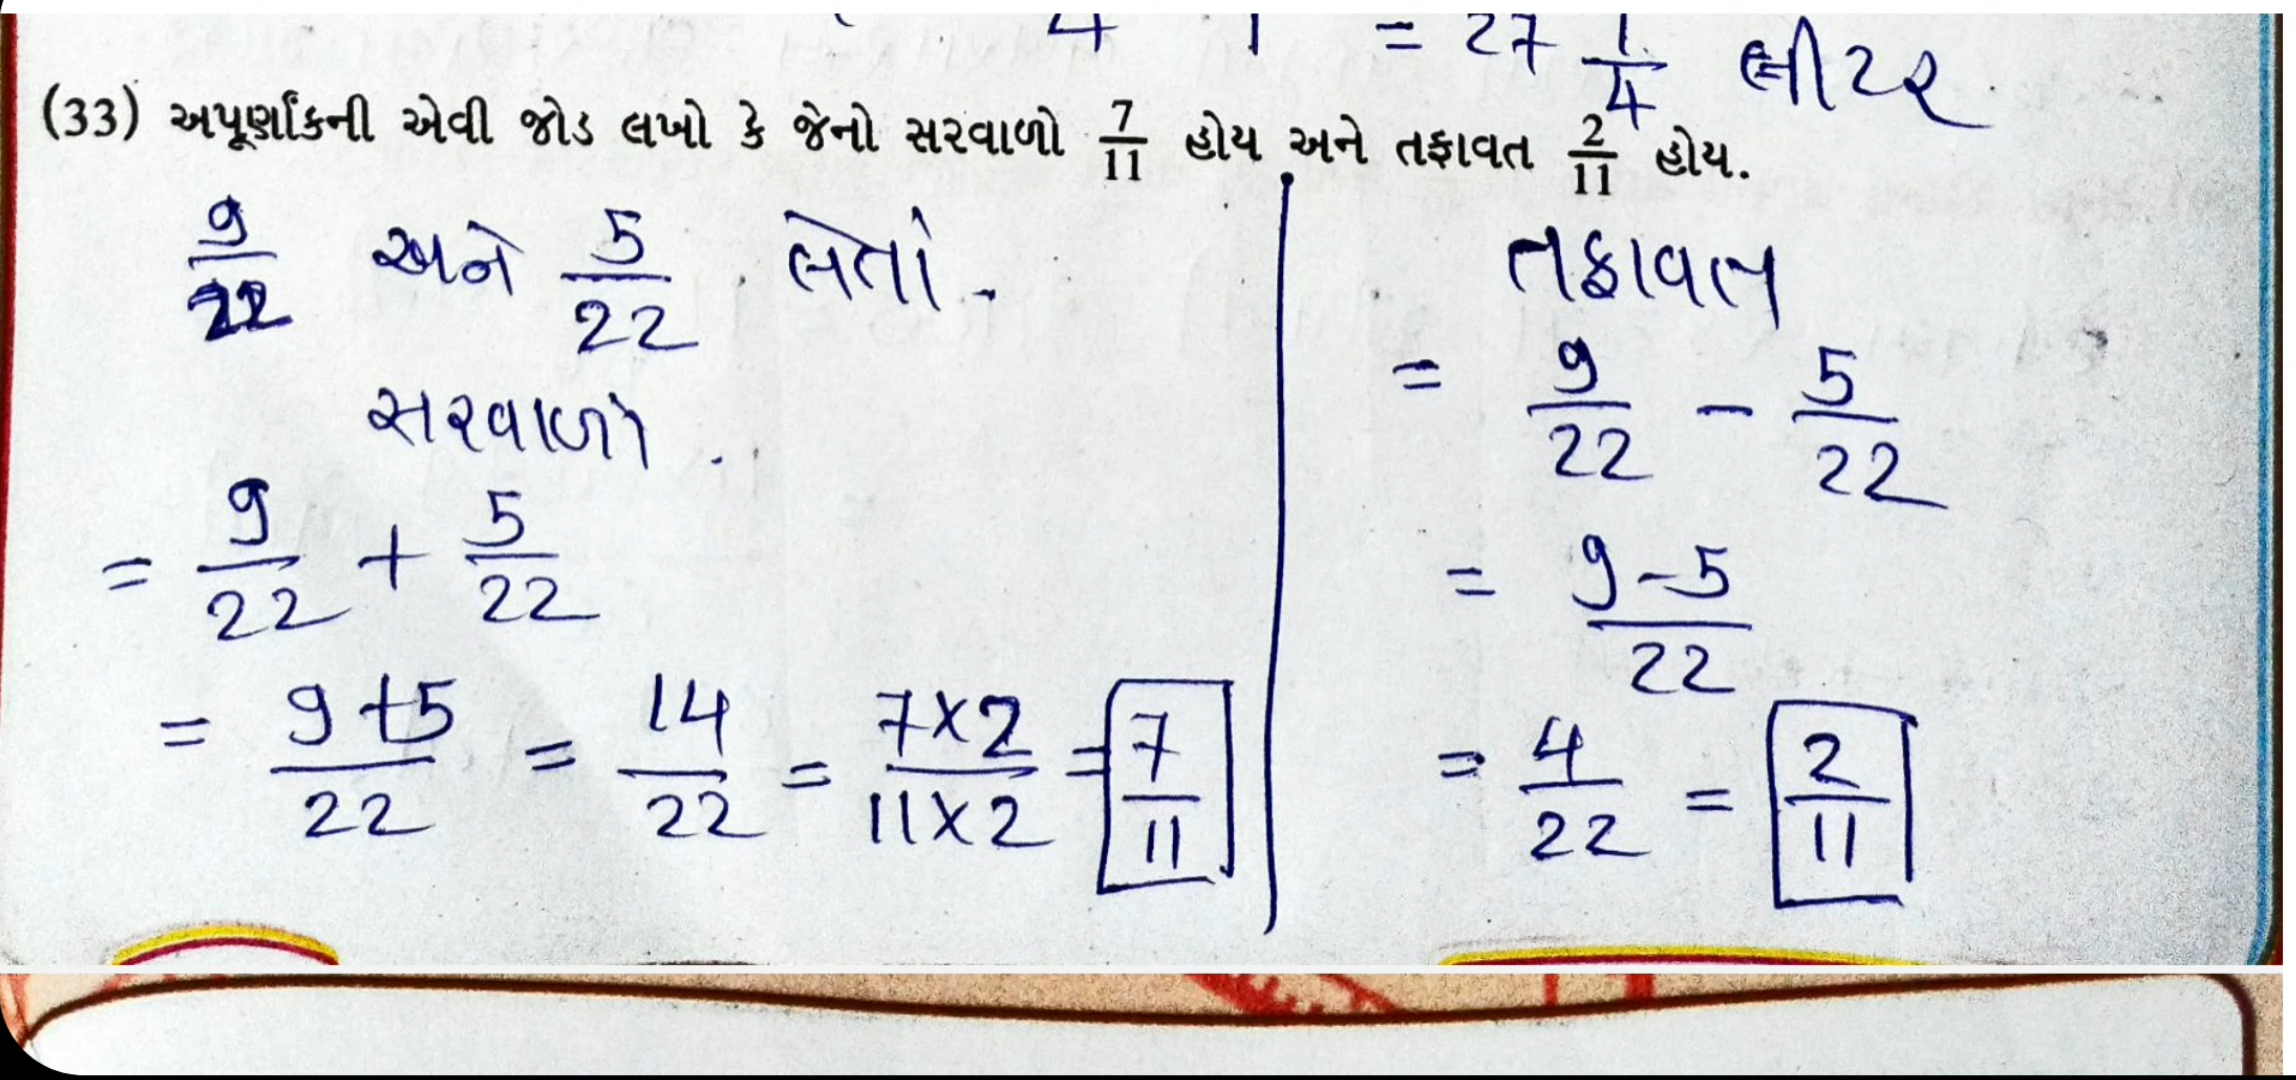 4 1 = 27 1/4 લીટર
(33) અપૂર્ણાંકની એવી જોડ લખો કે જેનો સરવાળો 7/11 હોય અને તફાવત 2/11 હોય.
9/22 અને 5/22 લેતાં.
સરવાળો
= 9/22 + 5/22
= 9+5/22 = 14/22 = 7×2/11×2 = 7/11
તફાવત
= 9/22 - 5/22
= 9-5/22
= 4/22 = 2/11